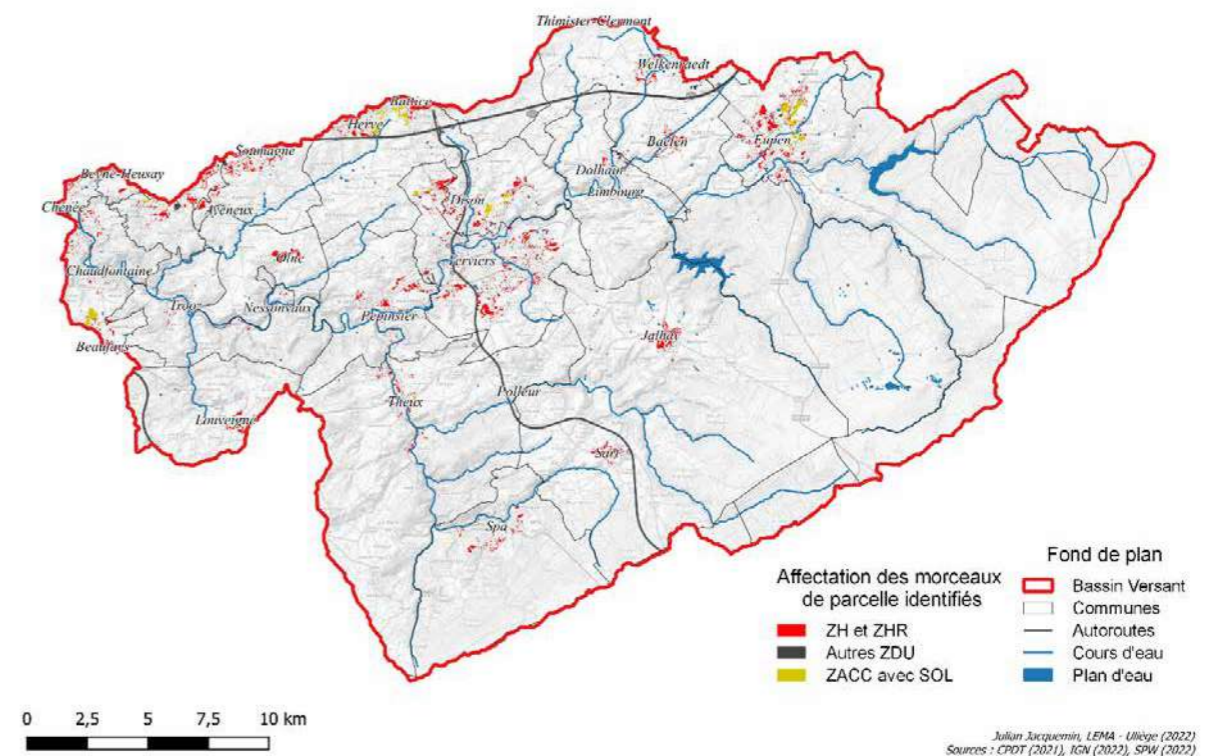 Thimister-Clermont
Welkenraedt
Battice
Herve
Eupen
Baelen
Soumagne
Dolhain
Beyne-Heusay
Limbourg
Dison
Chenée
Ayeneux
Verviers
Olne
Chaudfontaine
Trooz
Nessonvaux
Pepinster
Jalhay
Beaufays
Polleur
Theux
Louveigné
Sart
Spa
Affectation des morceaux
de parcelle identifiés
ZH et ZHR
Autres ZDU
ZACC avec SOL
Fond de plan
Bassin Versant
Communes
Autoroutes
Cours d'eau
Plan d'eau
0 2,5 5 7,5 10 km
Julian Jacquemin, LEMA - Uliège (2022)
Sources : CPDT (2021), IGN (2022), SPW (2022)